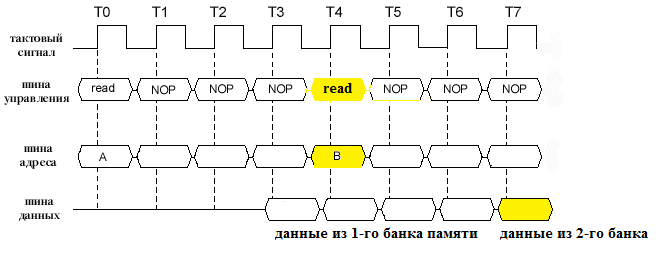 T0 T1 T2 T3 T4 T5 T6 T7
тактовый
сигнал
шина
управления
read NOP NOP NOP read NOP NOP NOP
шина
адреса
A B
шина
данных
данные из 1-го банка памяти данные из 2-го банка